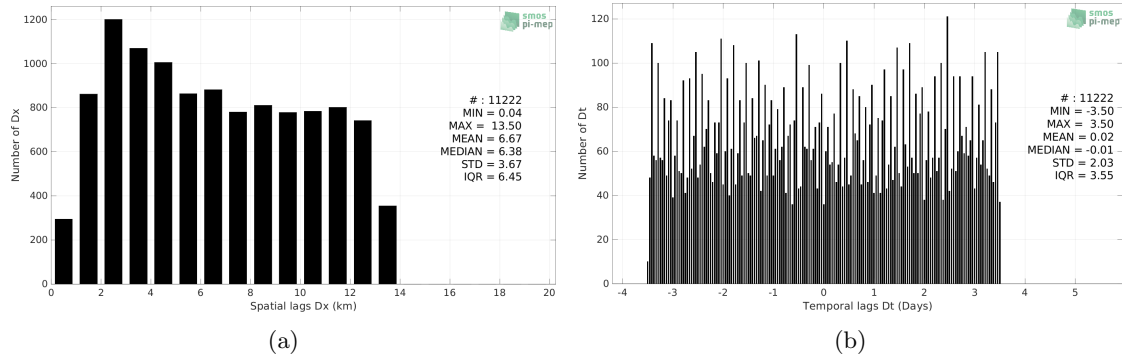 1200
1000
800
600
400
200
0
Number of Dx
0 2 4 6 8 10 12 14 16 18 20
Spatial lags Dx (km)
smos
pi-mep
# : 11222
MIN = 0.04
MAX = 13.50
MEAN = 6.67
MEDIAN = 6.38
STD = 3.67
IQR = 6.45
(a)
120
100
80
60
40
20
0
Number of Dt
-4 -3 -2 -1 0 1 2 3 4 5
Temporal lags Dt (Days)
smos
pi-mep
# : 11222
MIN = -3.50
MAX = 3.50
MEAN = 0.02
MEDIAN = -0.01
STD = 2.03
IQR = 3.55
(b)